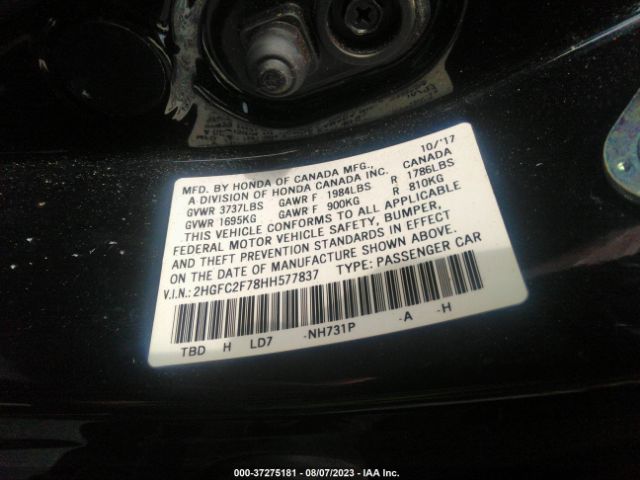 MFD. BY HONDA OF CANADA MFG., 10/'17
A DIVISION OF HONDA CANADA INC. CANADA
GVWR 3737LBS GAWR F 1984LBS R 1786LBS
GVWR 1695KG GAWR F 900KG R 810KG
THIS VEHICLE CONFORMS TO ALL APPLICABLE
FEDERAL MOTOR VEHICLE SAFETY, BUMPER,
AND THEFT PREVENTION STANDARDS IN EFFECT
ON THE DATE OF MANUFACTURE SHOWN ABOVE.
V.I.N.: 2HGFC2F78HH577837 TYPE: PASSENGER CAR
TBD H LD7 -NH731P -A -H
000-37275181 - 08/07/2023 - IAA Inc.